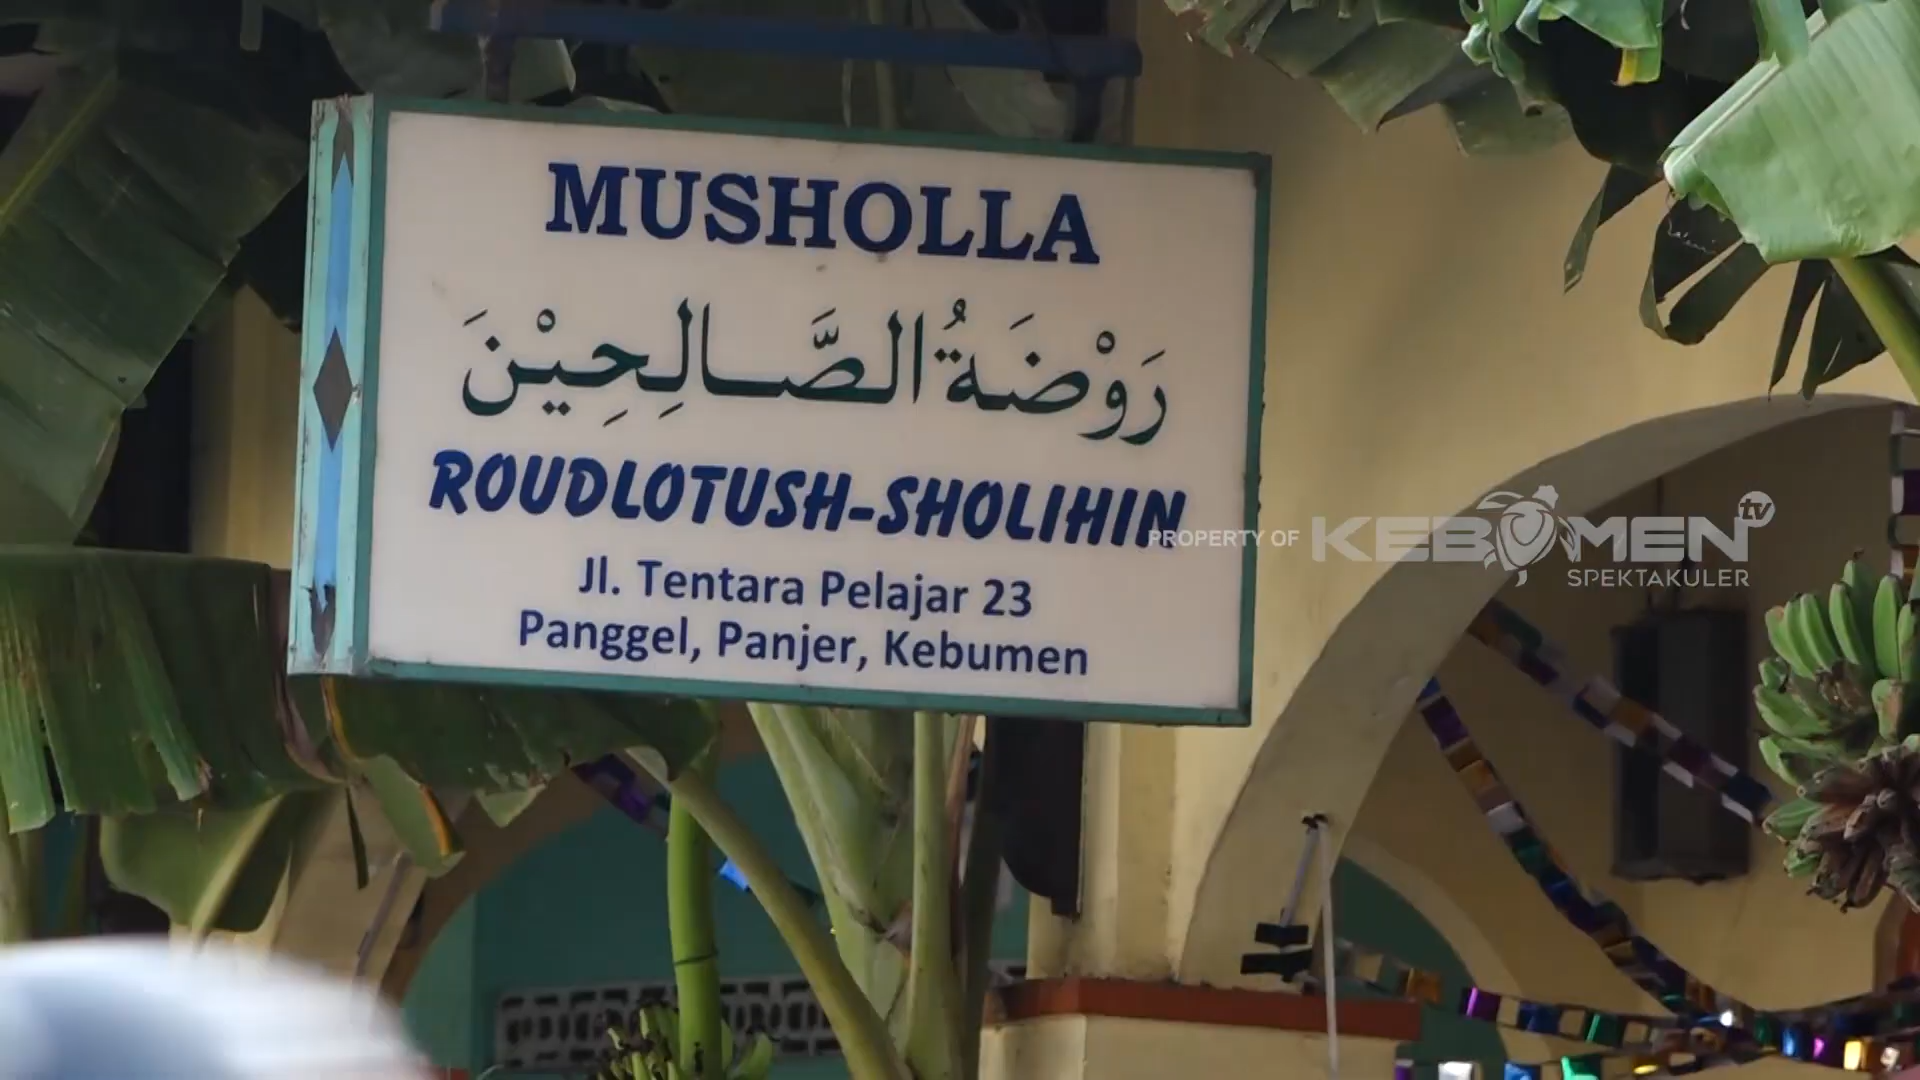 MUSHOLLA
رَوْضَةُ الصَّالِحِيْنَ
ROUDLOTUSH-SHOLIHIN
Jl. Tentara Pelajar 23
Panggel, Panjer, Kebumen
PROPERTY OF KEBUMEN tv
SPEKTAKULER